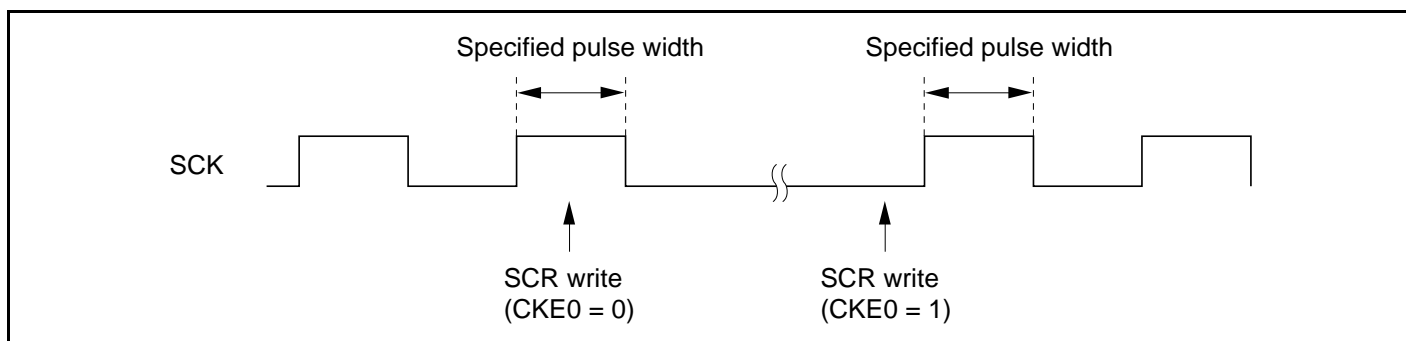 Specified pulse width
Specified pulse width
SCK
SCR write
(CKE0 = 0)
SCR write
(CKE0 = 1)